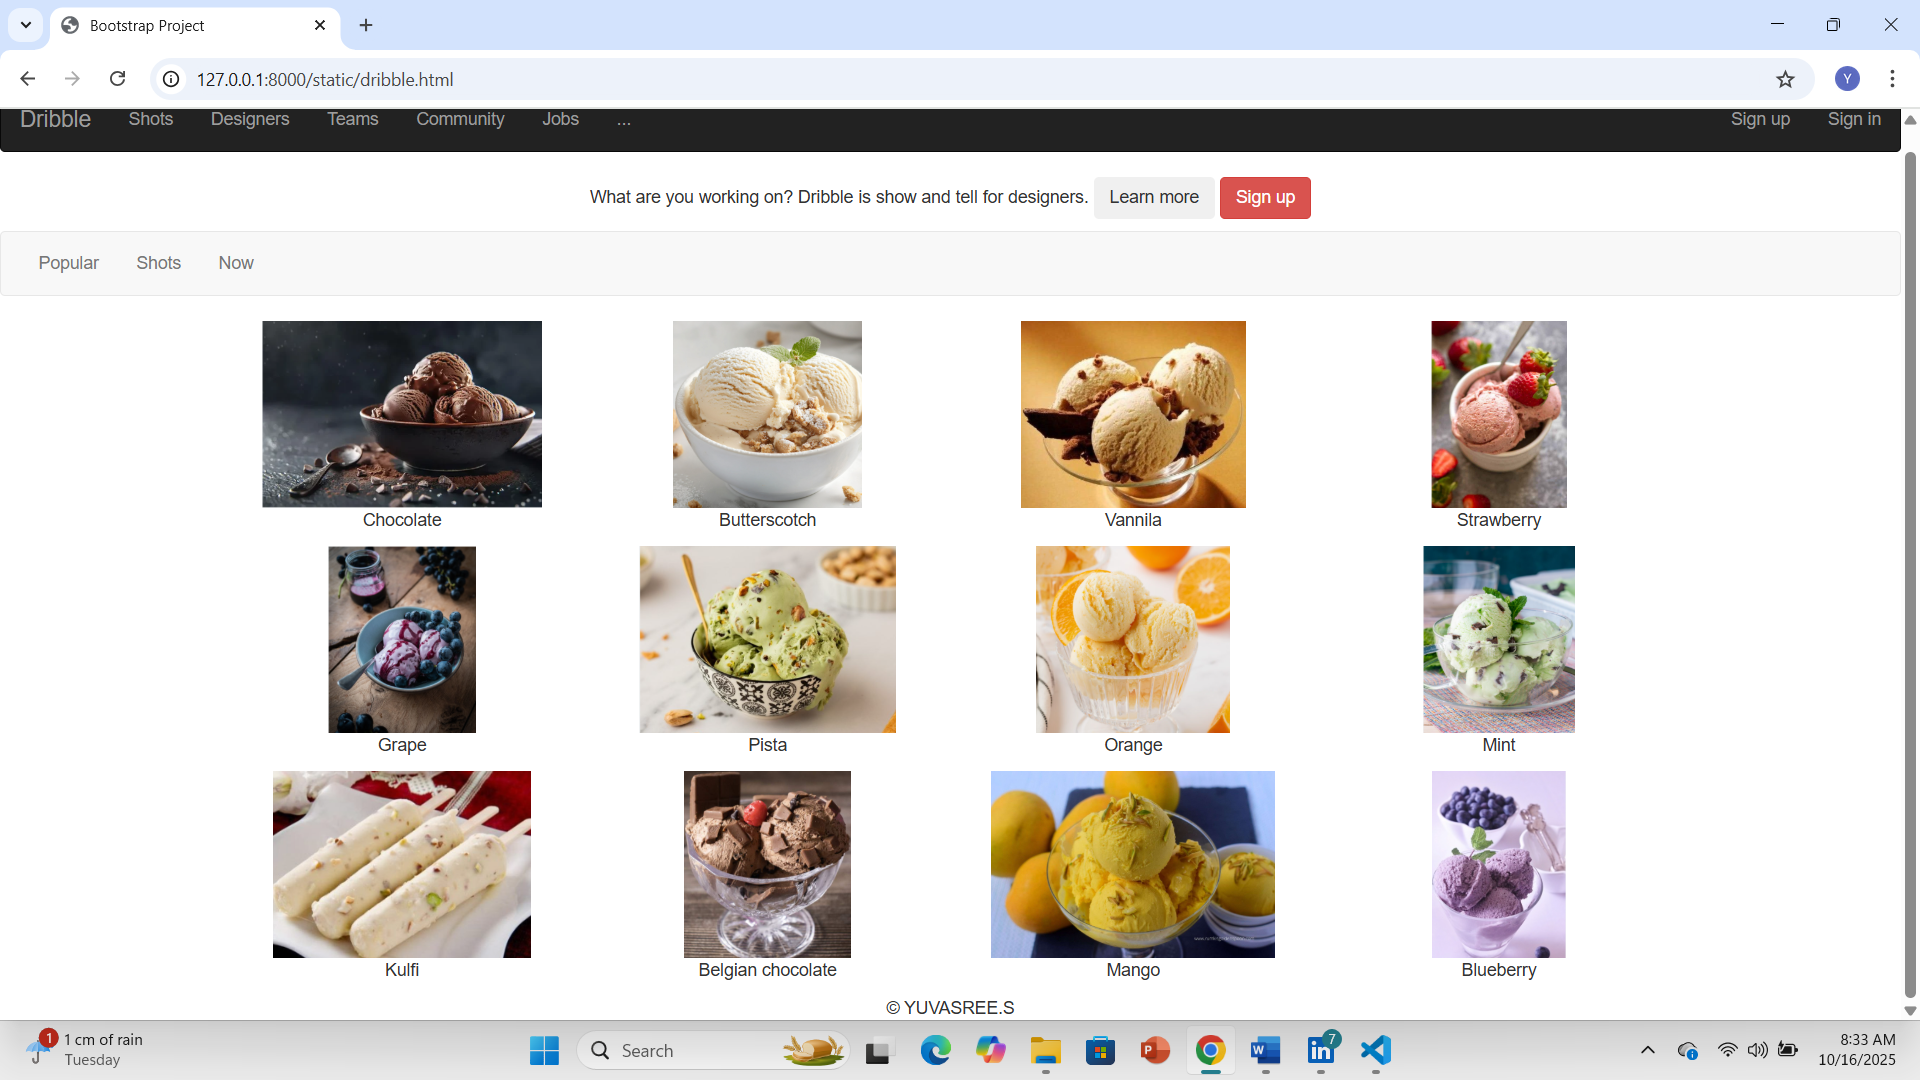 Bootstrap Project
127.0.0.1:8000/static/dribble.html
Y
Dribble Shots Designers Teams Community Jobs ... Sign up Sign in
What are you working on? Dribble is show and tell for designers. Learn more Sign up
Popular Shots Now
Chocolate Butterscotch Vannila Strawberry
Grape Pista Orange Mint
Kulfi Belgian chocolate Mango Blueberry
© YUVASREE.S
1
1 cm of rain
Tuesday
Search
7
8:33 AM
10/16/2025